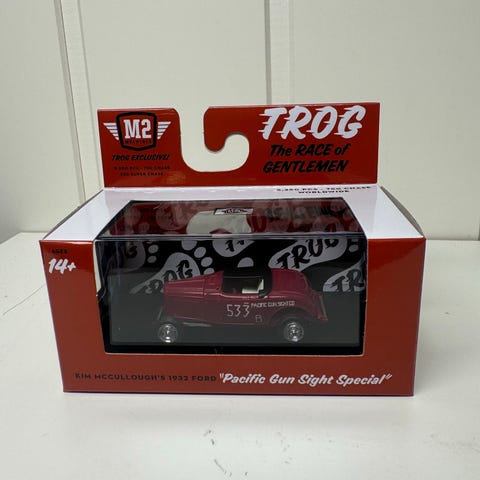 M2
MACHINES
TROG EXCLUSIVE!
TROG
The RACE of
GENTLEMEN
WORLDWIDE
TROG
AGES
14+
533 PACIFIC GUN SIGHT CO
B
KIM MCCULLOUGH'S 1932 FORD "Pacific Gun Sight Special"